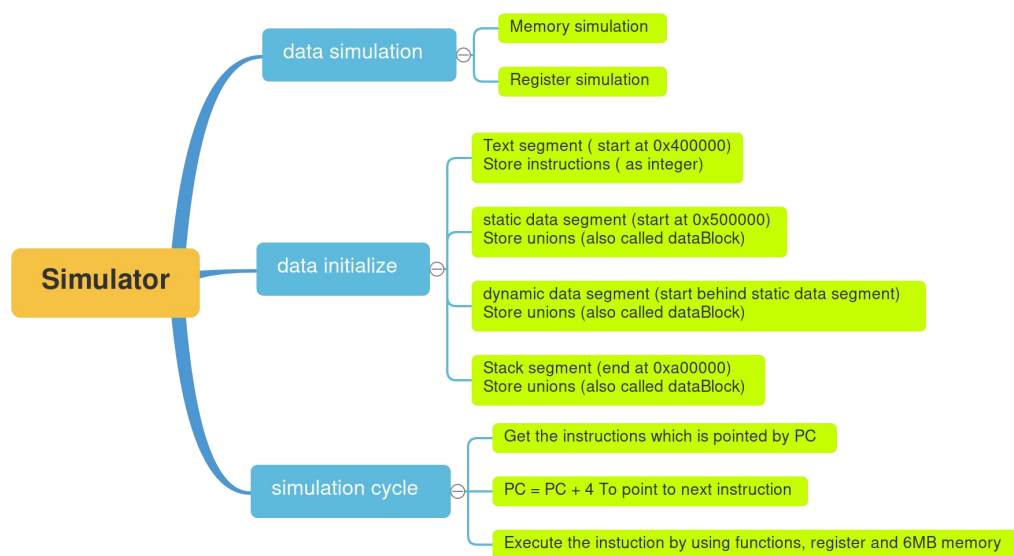 Simulator
data simulation
Memory simulation
Register simulation
data initialize
Text segment ( start at 0x400000)
Store instructions ( as integer)
static data segment (start at 0x500000)
Store unions (also called dataBlock)
dynamic data segment (start behind static data segment)
Store unions (also called dataBlock)
Stack segment (end at 0xa00000)
Store unions (also called dataBlock)
simulation cycle
Get the instructions which is pointed by PC
PC = PC + 4 To point to next instruction
Execute the instuction by using functions, register and 6MB memory